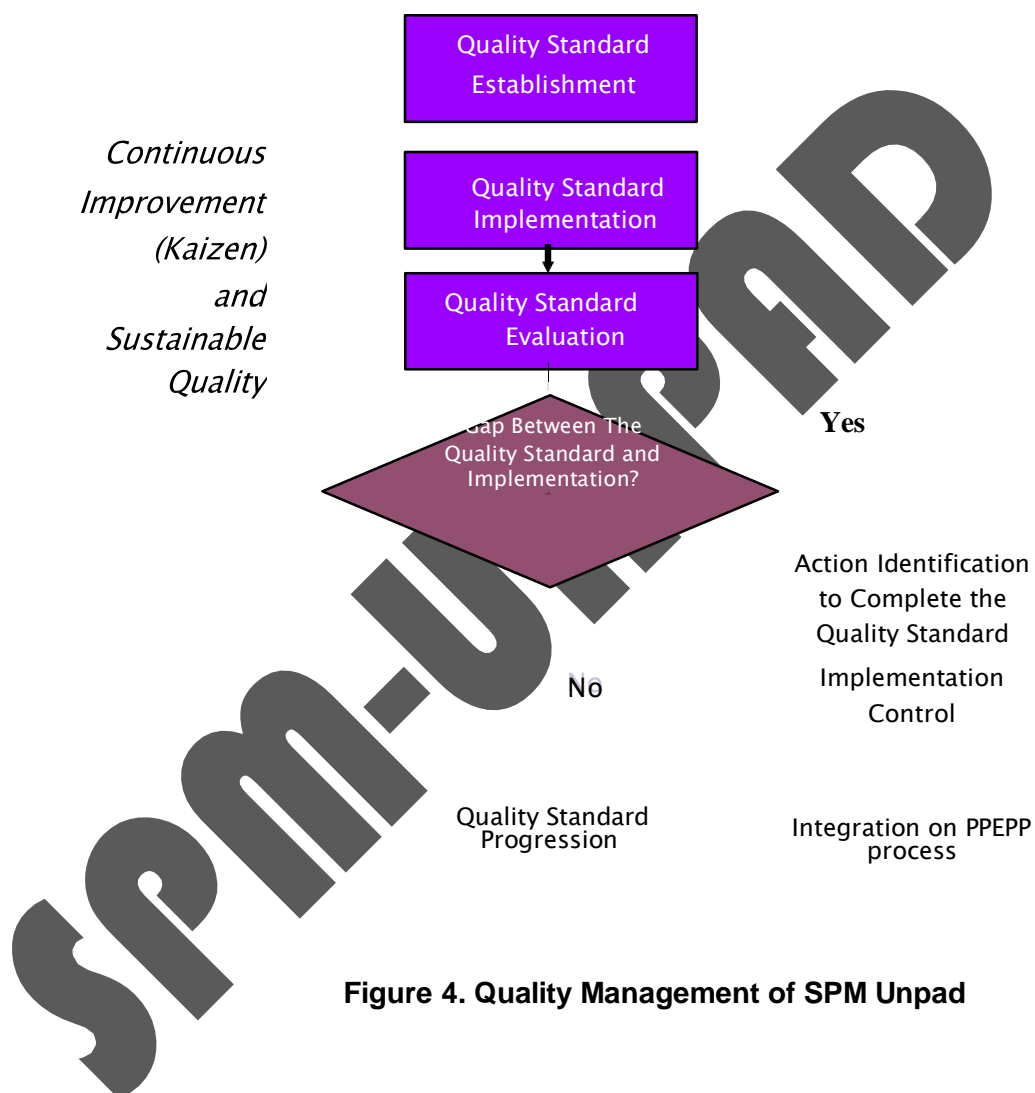 Quality Standard
Establishment
Continuous
Improvement
(Kaizen)
and
Sustainable
Quality
Quality Standard
Implementation
Quality Standard
Evaluation
Gap Between The
Quality Standard and
Implementation?
Yes
Action Identification
to Complete the
Quality Standard
Implementation
Control
No
Quality Standard
Progression
Integration on PPEPP
process
SPM-UNPAD
Figure 4. Quality Management of SPM Unpad